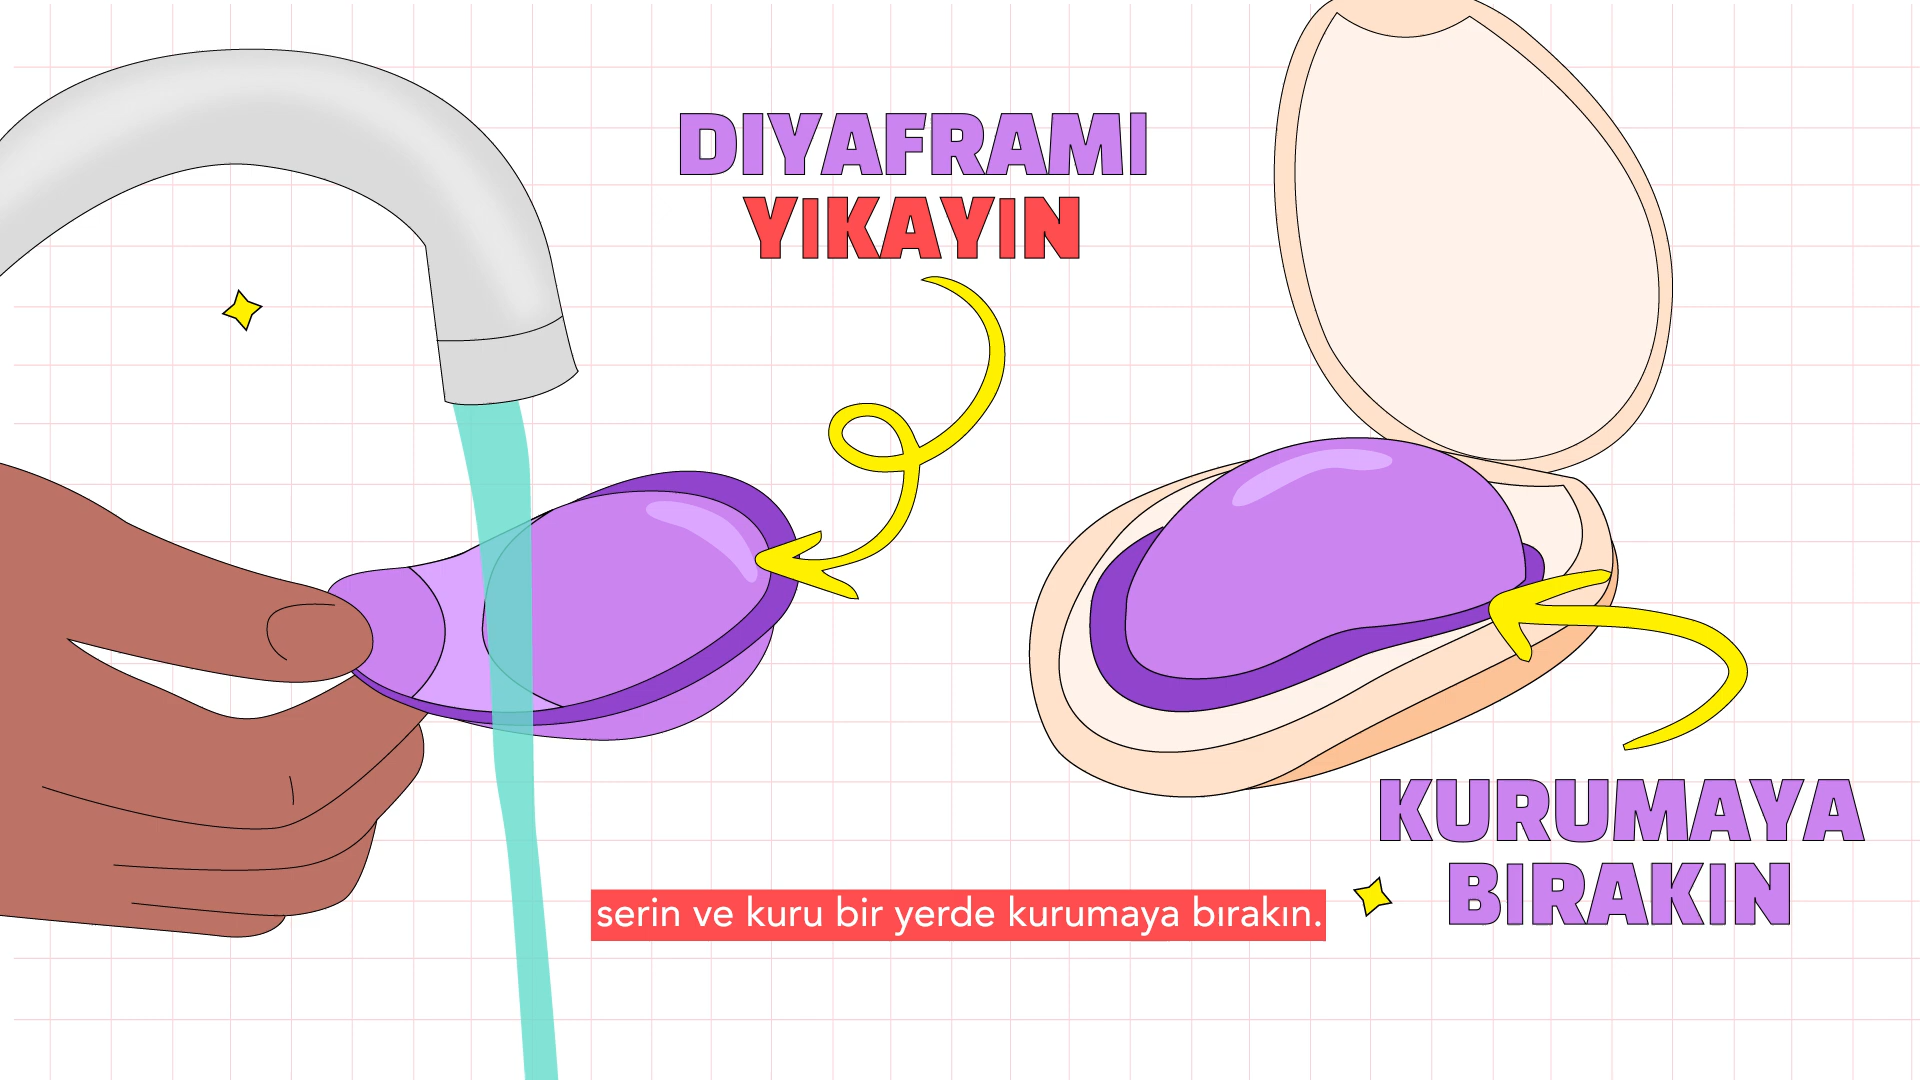 DIYAFRAMI
YIKAYIN
KURUMAYA
BIRAKIN
serin ve kuru bir yerde kurumaya bırakın.